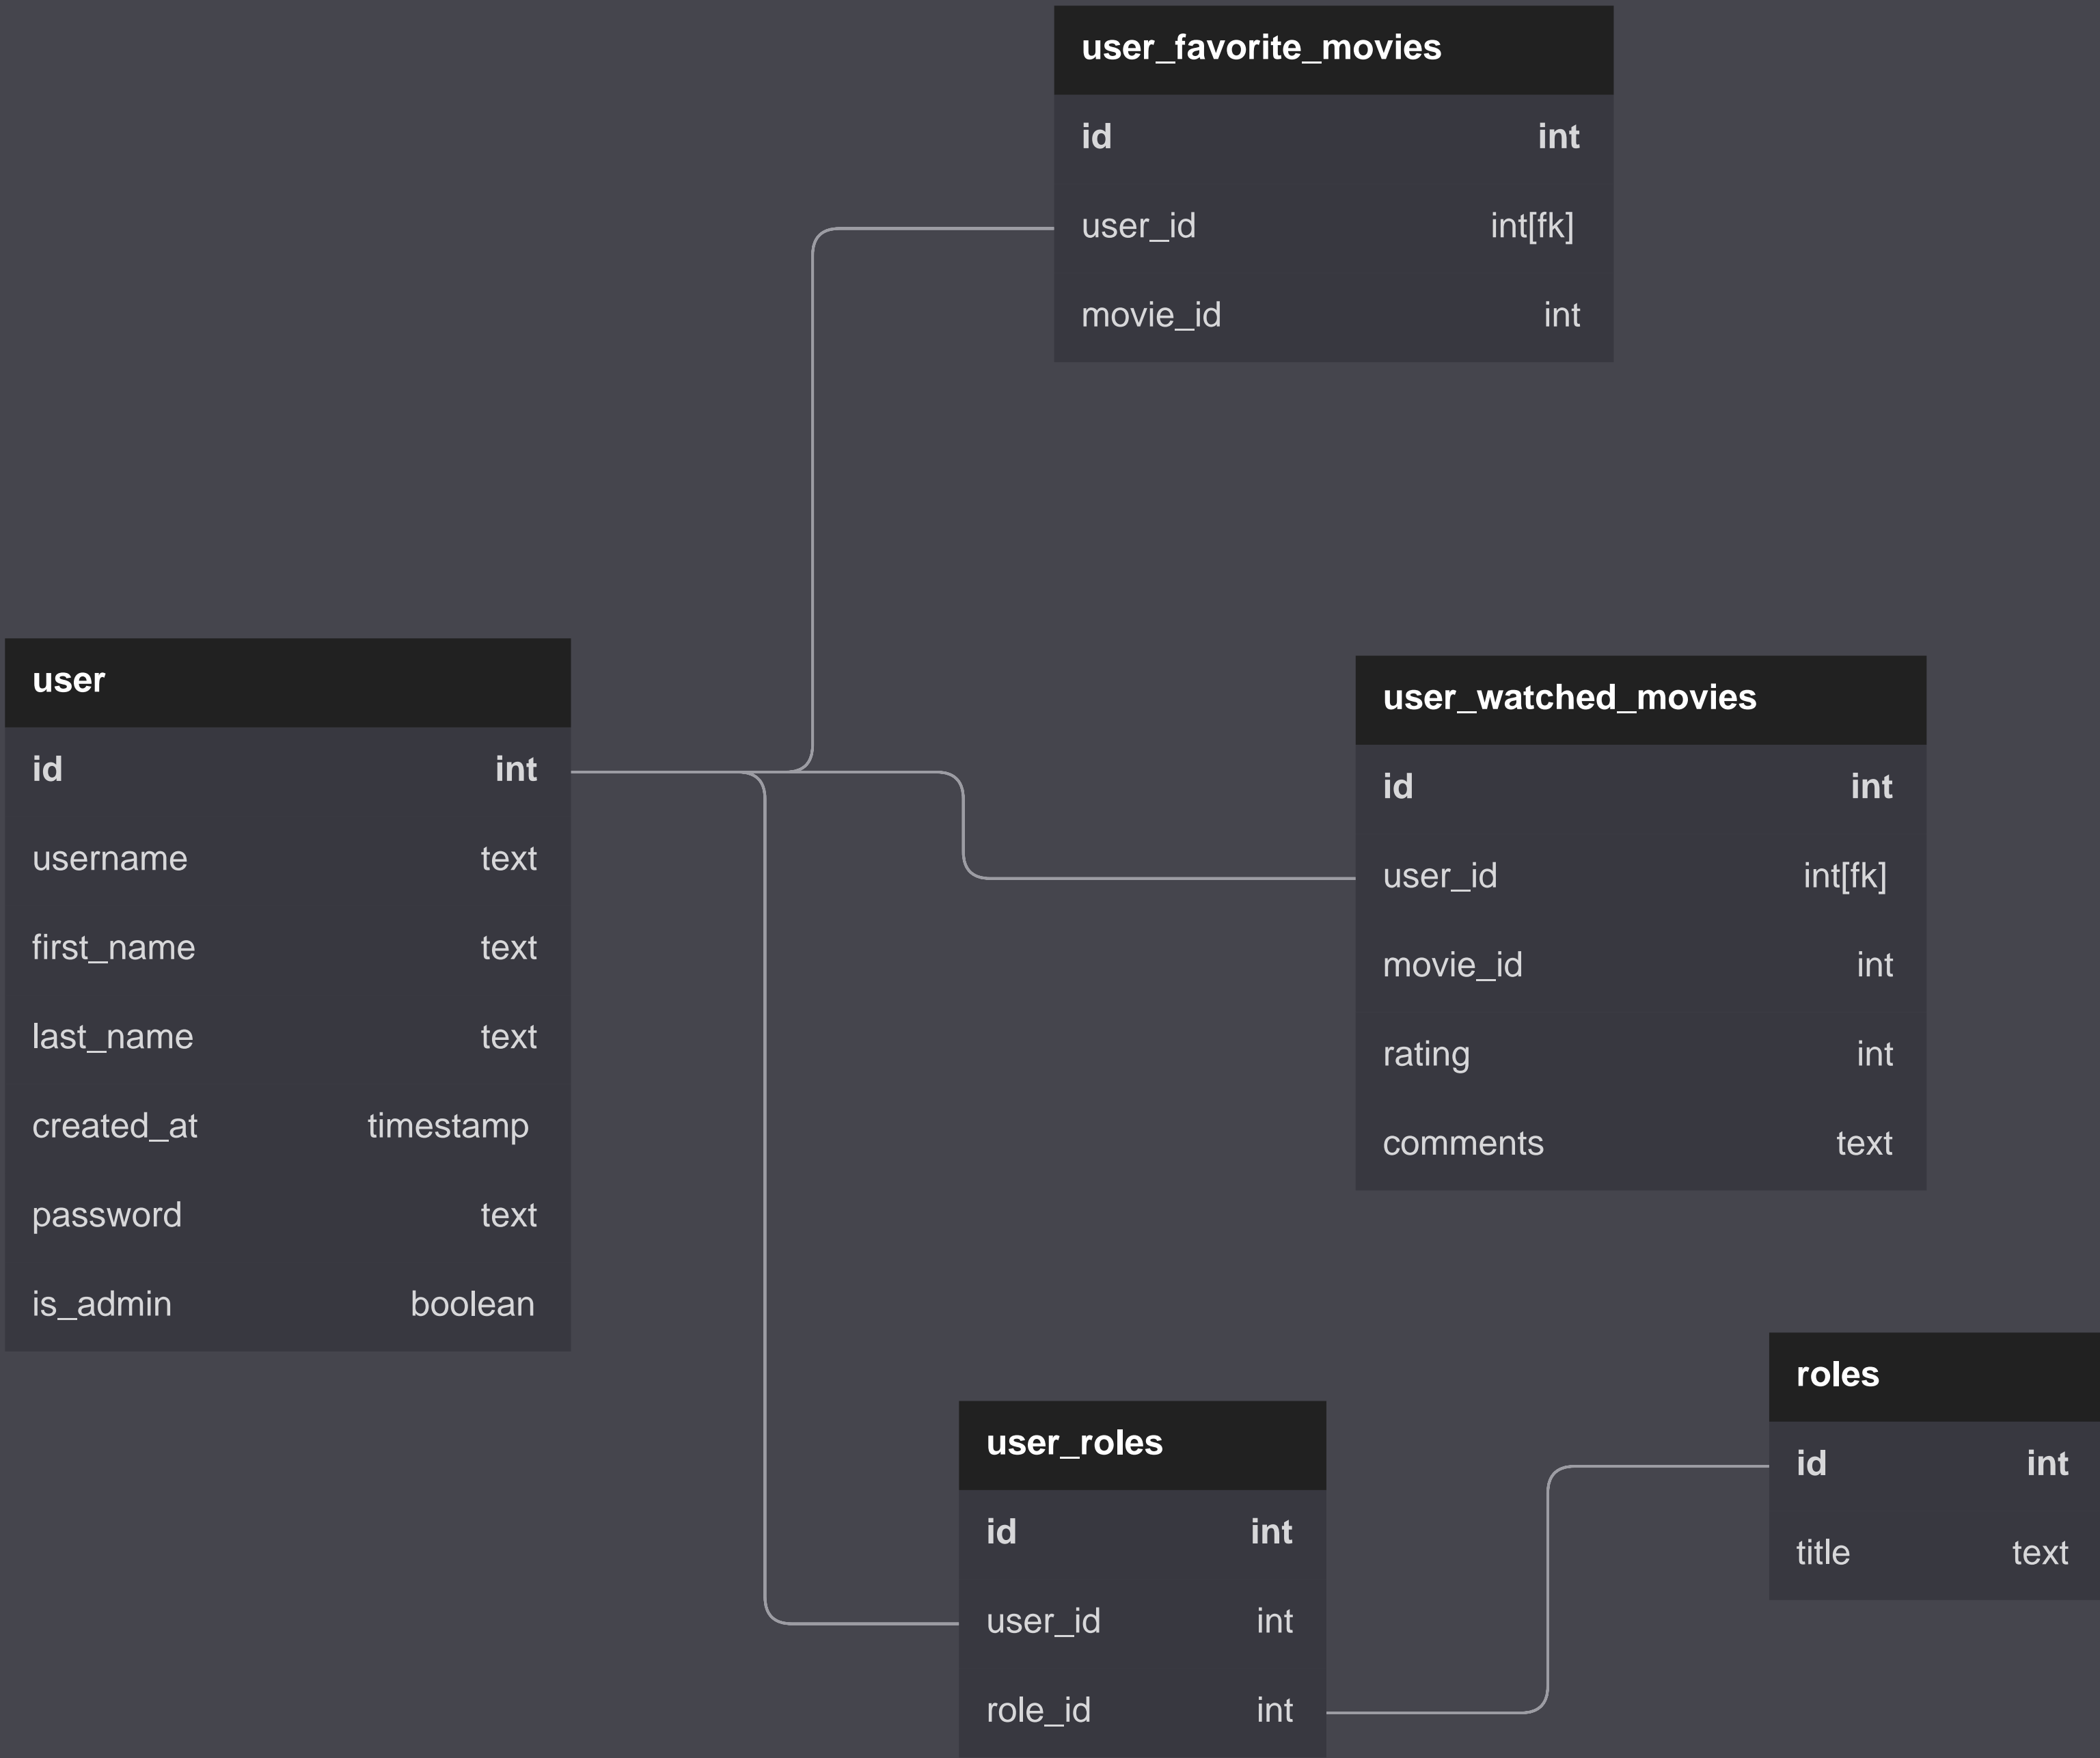 user_favorite_movies
id int
user_id int[fk]
movie_id int
user
id int
username text
first_name text
last_name text
created_at timestamp
password text
is_admin boolean
user_watched_movies
id int
user_id int[fk]
movie_id int
rating int
comments text
user_roles
id int
user_id int
role_id int
roles
id int
title text